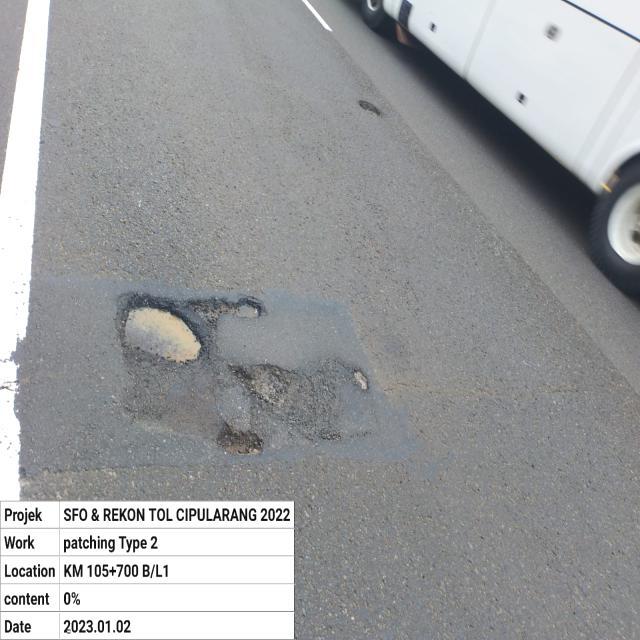 Projek SFO & REKON TOL CIPULARANG 2022
Work patching Type 2
Location KM 105+700 B/L1
content 0%
Date 2023.01.02